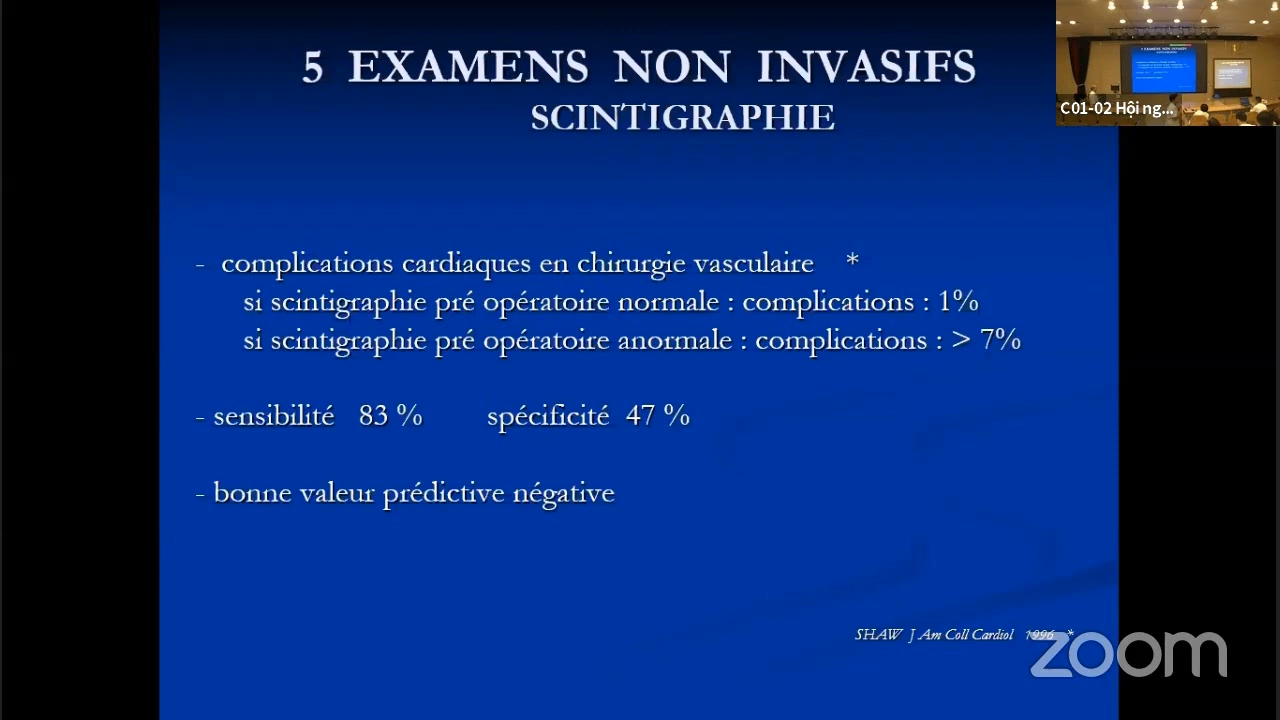 5 EXAMENS NON INVASIFS
SCINTIGRAPHIE
C01-02 Hội ng...
- complications cardiaques en chirurgie vasculaire *
si scintigraphie pré opératoire normale : complications : 1%
si scintigraphie pré opératoire anormale : complications : > 7%
- sensibilité 83 % spécificité 47 %
- bonne valeur prédictive négative
SHAW J Am Coll Cardiol 1996 *
zoom